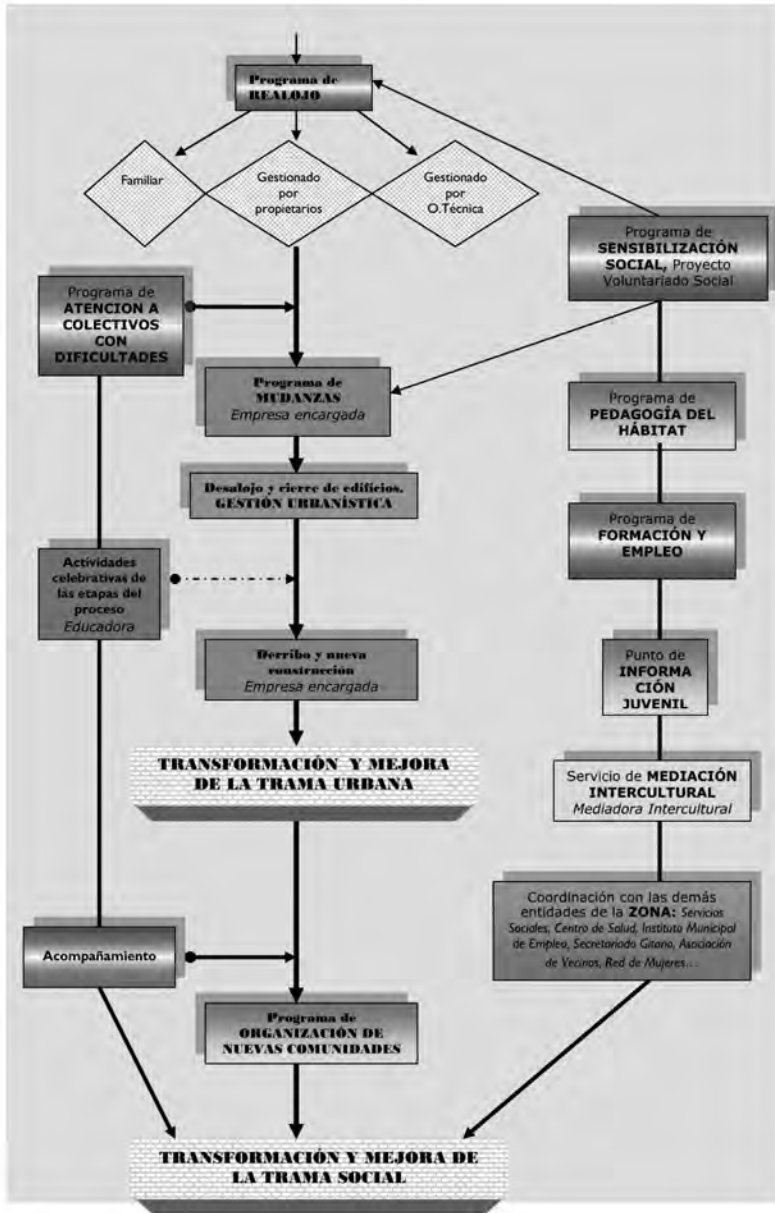 Programa de
REALOJO
Familiar
Gestionado
por
propietarios
Gestionado
por
O.Técnica
Programa de
SENSIBILIZACIÓN
SOCIAL, Proyecto
Voluntariado Social
Programa de
ATENCION A
COLECTIVOS
CON
DIFICULTADES
Programa de
MUDANZAS
Empresa encargada
Programa de
PEDAGOGÍA DEL
HÁBITAT
Desalojo y cierre de edificios.
GESTIÓN URBANÍSTICA
Programa de
FORMACIÓN Y
EMPLEO
Actividades
celebrativas de
las etapas del
proceso
Educadora
Derribo y nueva
construcción
Empresa encargada
Punto de
INFORMA
CIÓN
JUVENIL
TRANSFORMACIÓN Y MEJORA
DE LA TRAMA URBANA
Servicio de MEDIACIÓN
INTERCULTURAL
Mediadora Intercultural
Coordinación con las demás
entidades de la ZONA: Servicios
Sociales, Centro de Salud, Instituto Municipal
de Empleo, Secretariado Gitano, Asociación
de Vecinos, Red de Mujeres...
Acompañamiento
Programa de
ORGANIZACIÓN DE
NUEVAS COMUNIDADES
TRANSFORMACIÓN Y MEJORA DE
LA TRAMA SOCIAL